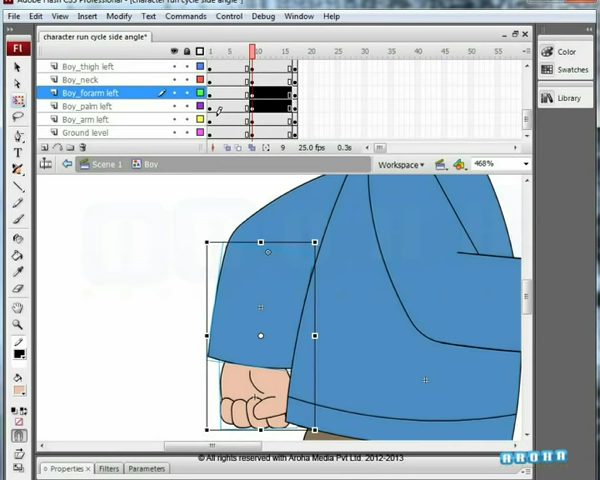 Adobe Flash CS5 Professional - [character run cycle side angle*]
File Edit View Insert Modify Text Commands Control Debug Window Help
character run cycle side angle*
1 5 10 15 20 25 30 35 40 45 50 55
Boy_thigh left
Boy_neck
Boy_forarm left
Boy_palm left
Boy_arm left
Ground level
9 25.0 fps 0.3s
Scene 1 Boy Workspace 468%
Fl
T
Color
Swatches
Library
Properties Filters Parameters
© All rights reserved with Aroha Media Pvt Ltd. 2012-2013
AROHA